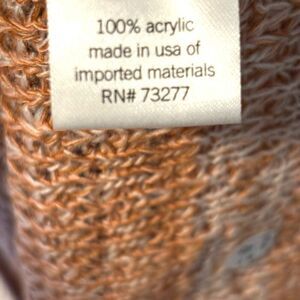 100% acrylic
made in usa of
imported materials
RN# 73277